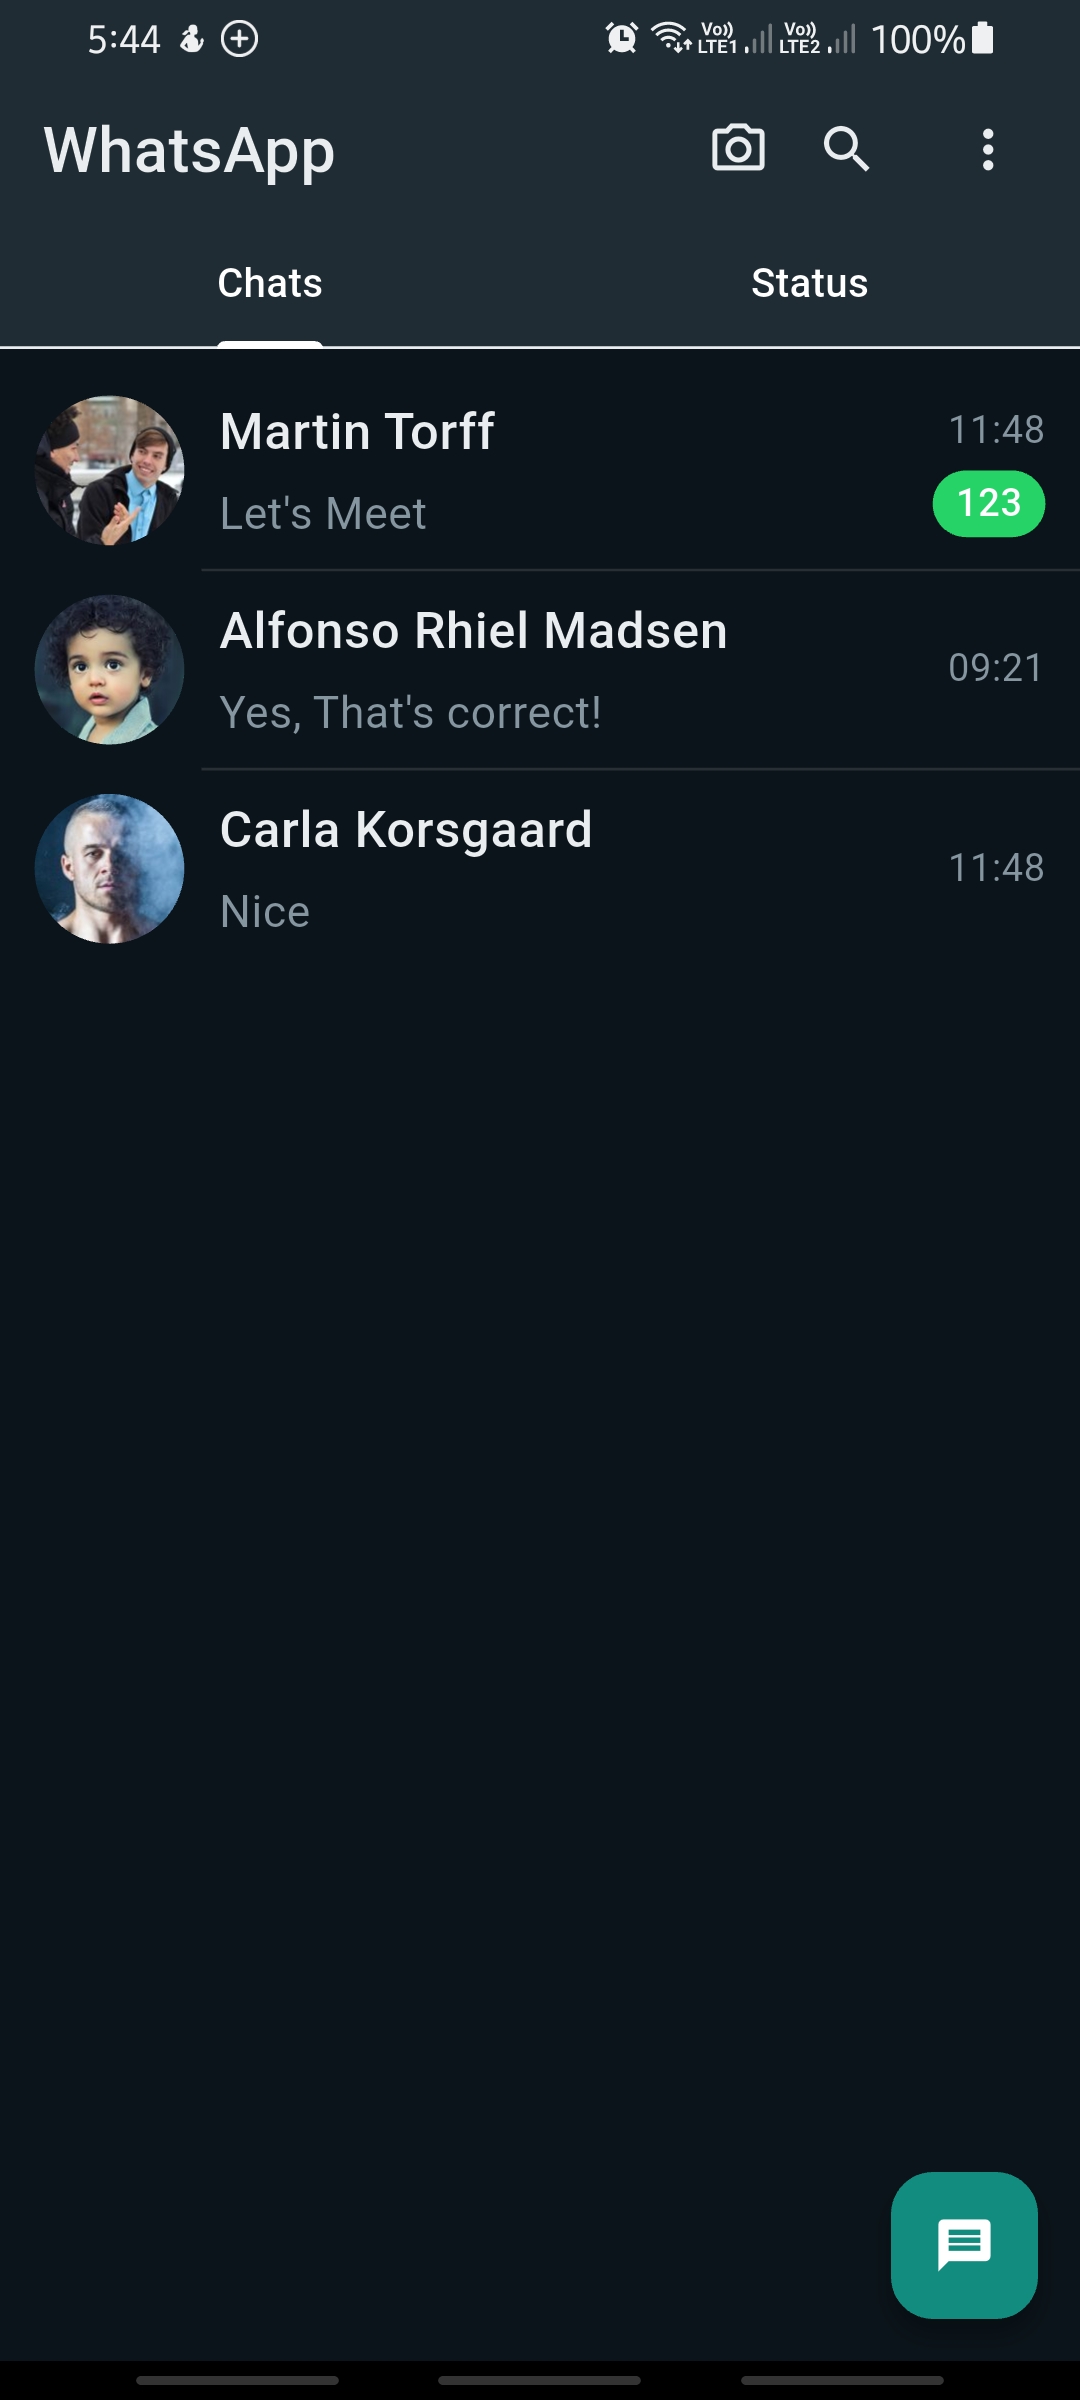 5:44 Vo)) LTE1 Vo)) LTE2 100%
WhatsApp
Chats Status
Martin Torff 11:48
Let's Meet 123
Alfonso Rhiel Madsen 09:21
Yes, That's correct!
Carla Korsgaard 11:48
Nice